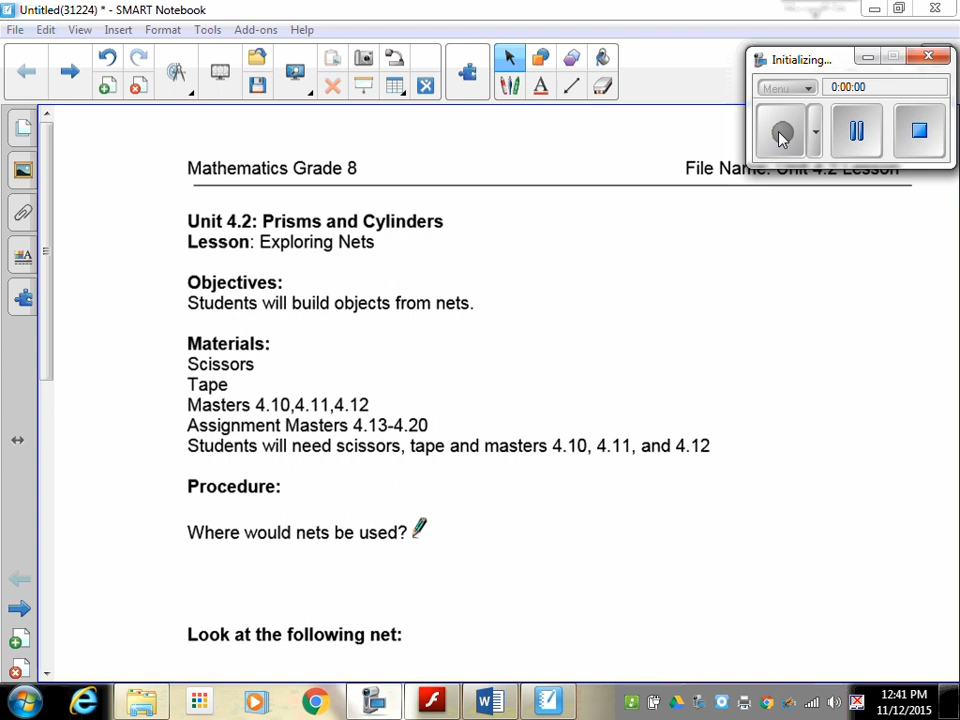 Untitled(31224) * - SMART Notebook
File Edit View Insert Format Tools Add-ons Help
Initializing...
Menu 0:00:00
Mathematics Grade 8 File Name: Unit 4.2 Lesson
Unit 4.2: Prisms and Cylinders
Lesson: Exploring Nets
Objectives:
Students will build objects from nets.
Materials:
Scissors
Tape
Masters 4.10,4.11,4.12
Assignment Masters 4.13-4.20
Students will need scissors, tape and masters 4.10, 4.11, and 4.12
Procedure:
Where would nets be used?
Look at the following net:
12:41 PM
11/12/2015